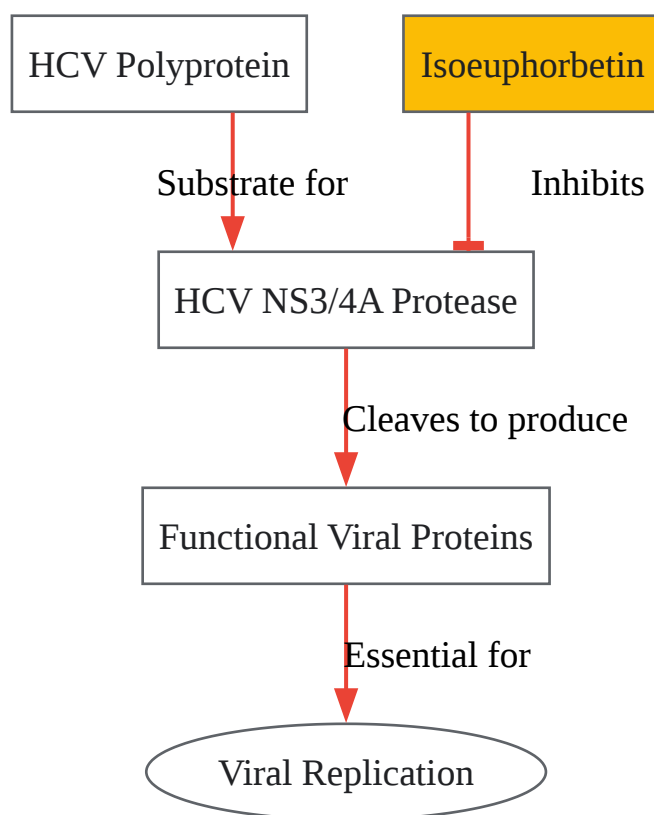 HCV Polyprotein
Isoeuphorbetin
Substrate for
Inhibits
HCV NS3/4A Protease
Cleaves to produce
Functional Viral Proteins
Essential for
Viral Replication